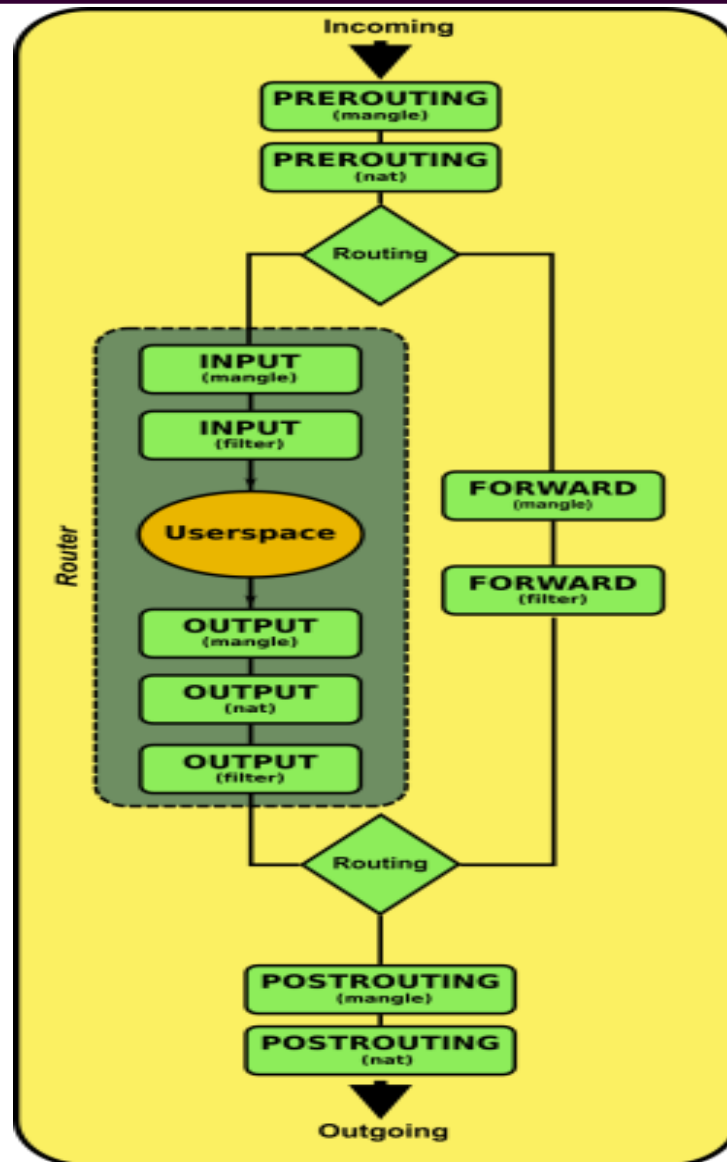 Incoming
PREROUTING
(mangle)
PREROUTING
(nat)
Routing
INPUT
(mangle)
INPUT
(filter)
Userspace
Router
OUTPUT
(mangle)
OUTPUT
(nat)
OUTPUT
(filter)
FORWARD
(mangle)
FORWARD
(filter)
Routing
POSTROUTING
(mangle)
POSTROUTING
(nat)
Outgoing